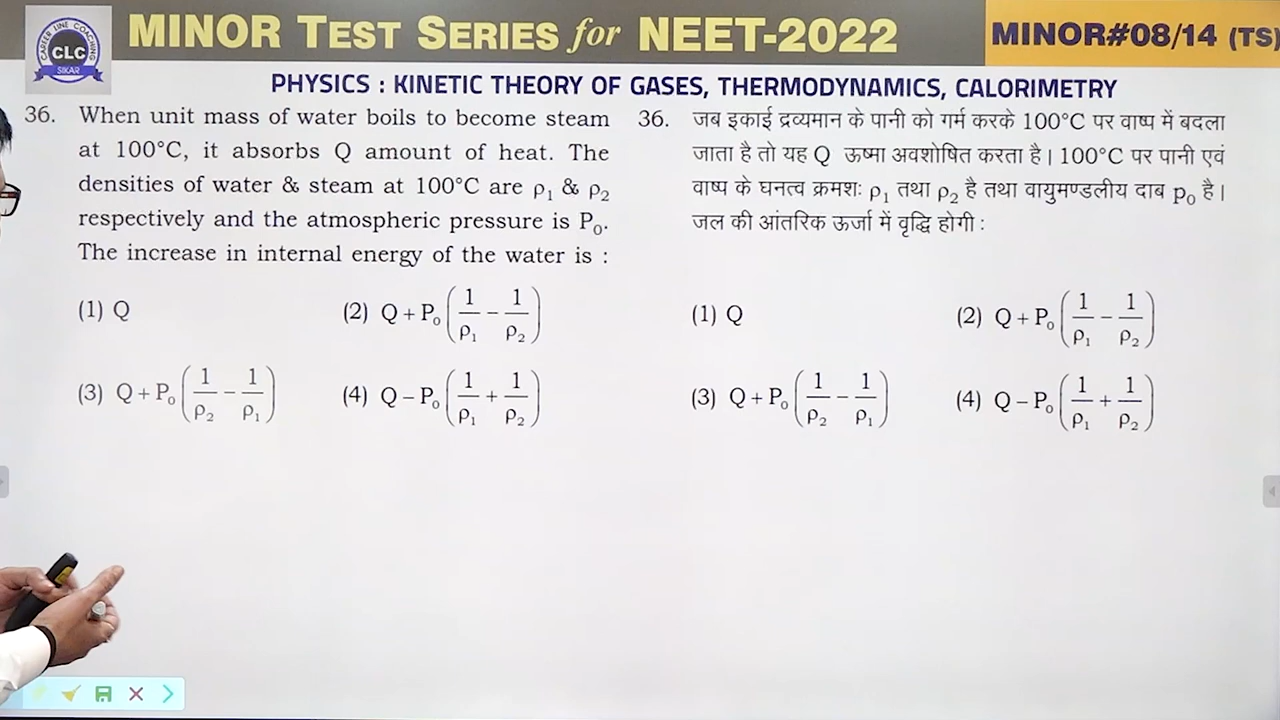 CAREER LINE COACHING
CLC
SIKAR
MINOR TEST SERIES for NEET-2022
MINOR#08/14 (TS)
PHYSICS : KINETIC THEORY OF GASES, THERMODYNAMICS, CALORIMETRY
36. When unit mass of water boils to become steam
at 100°C, it absorbs Q amount of heat. The
densities of water & steam at 100°C are ρ₁ & ρ₂
respectively and the atmospheric pressure is P₀.
The increase in internal energy of the water is :
(1) Q (2) Q + P₀ (1/ρ₁ − 1/ρ₂)
(3) Q + P₀ (1/ρ₂ − 1/ρ₁) (4) Q − P₀ (1/ρ₁ + 1/ρ₂)
36. जब इकाई द्रव्यमान के पानी को गर्म करके 100°C पर वाष्प में बदला
जाता है तो यह Q ऊष्मा अवशोषित करता है। 100°C पर पानी एवं
वाष्प के घनत्व क्रमशः ρ₁ तथा ρ₂ है तथा वायुमण्डलीय दाब p₀ है।
जल की आंतरिक ऊर्जा में वृद्धि होगी :
(1) Q (2) Q + P₀ (1/ρ₁ − 1/ρ₂)
(3) Q + P₀ (1/ρ₂ − 1/ρ₁) (4) Q − P₀ (1/ρ₁ + 1/ρ₂)